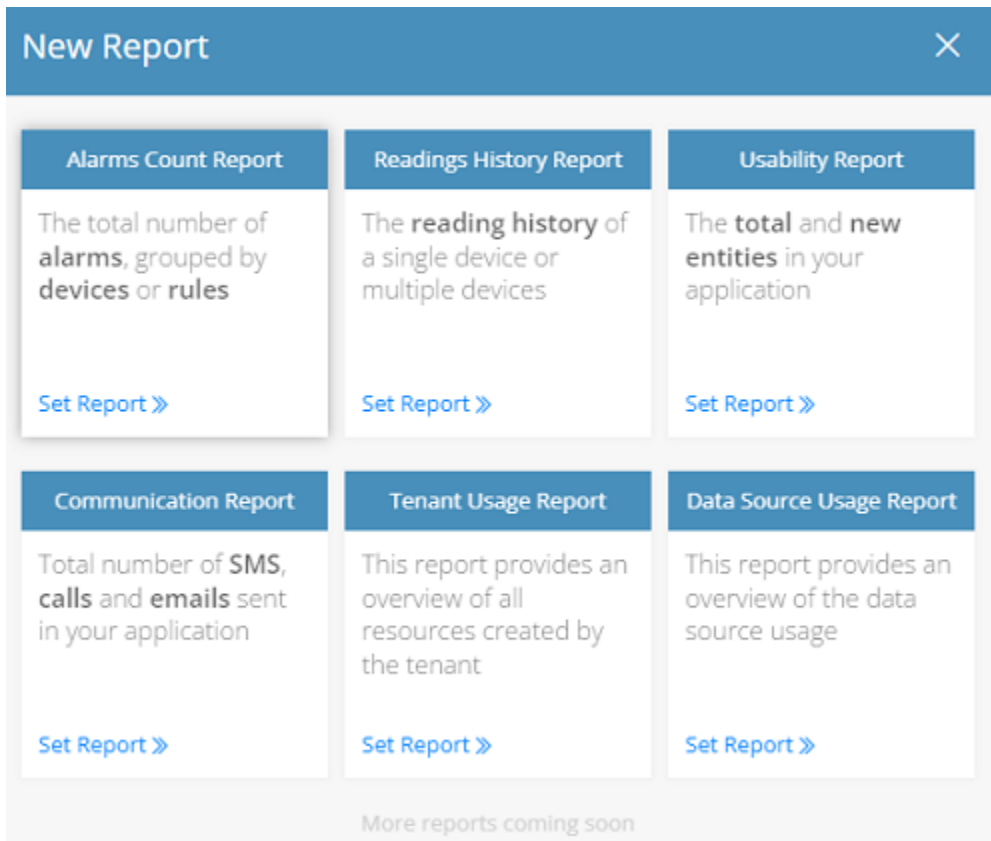 New Report
Alarms Count Report
The total number of
alarms, grouped by
devices or rules
Set Report
Readings History Report
The reading history of
a single device or
multiple devices
Set Report
Usability Report
The total and new
entities in your
application
Set Report
Communication Report
Total number of SMS,
calls and emails sent
in your application
Set Report
Tenant Usage Report
This report provides an
overview of all
resources created by
the tenant
Set Report
Data Source Usage Report
This report provides an
overview of the data
source usage
Set Report
More reports coming soon